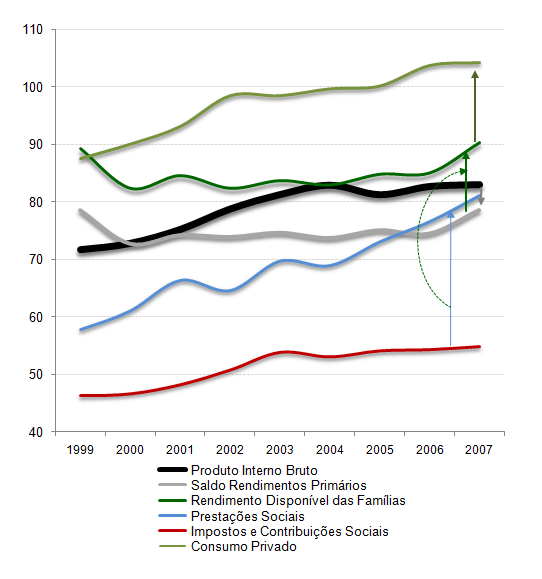 110
100
90
80
70
60
50
40
1999 2000 2001 2002 2003 2004 2005 2006 2007
Produto Interno Bruto
Saldo Rendimentos Primários
Rendimento Disponível das Famílias
Prestações Sociais
Impostos e Contribuições Sociais
Consumo Privado